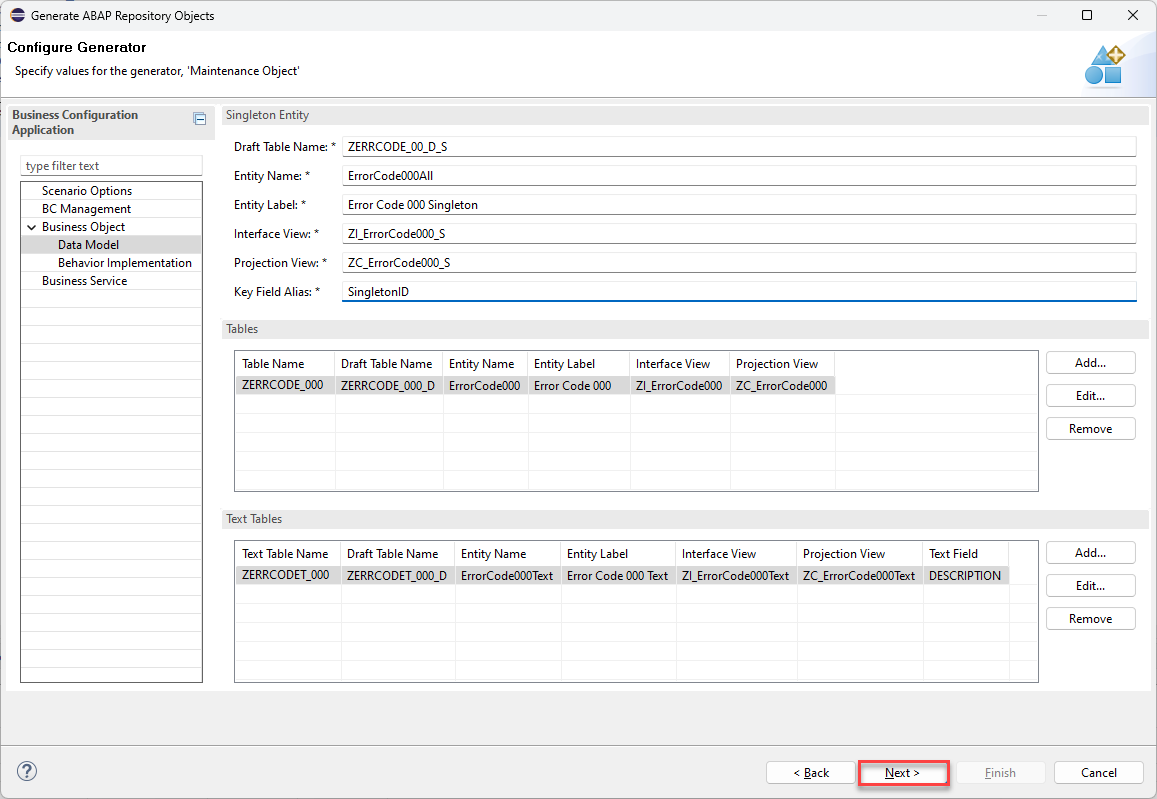 Generate ABAP Repository Objects
Configure Generator
Specify values for the generator, 'Maintenance Object'
Business Configuration
Application
type filter text
Scenario Options
BC Management
Business Object
Data Model
Behavior Implementation
Business Service
Singleton Entity
Draft Table Name: * ZERRCODE_00_D_S
Entity Name: * ErrorCode000All
Entity Label: * Error Code 000 Singleton
Interface View: * ZI_ErrorCode000_S
Projection View: * ZC_ErrorCode000_S
Key Field Alias: * SingletonID
Tables
Table Name Draft Table Name Entity Name Entity Label Interface View Projection View
ZERRCODE_000 ZERRCODE_000_D ErrorCode000 Error Code 000 ZI_ErrorCode000 ZC_ErrorCode000
Add...
Edit...
Remove
Text Tables
Text Table Name Draft Table Name Entity Name Entity Label Interface View Projection View Text Field
ZERRCODET_000 ZERRCODET_000_D ErrorCode000Text Error Code 000 Text ZI_ErrorCode000Text ZC_ErrorCode000Text DESCRIPTION
Add...
Edit...
Remove
? < Back Next > Finish Cancel